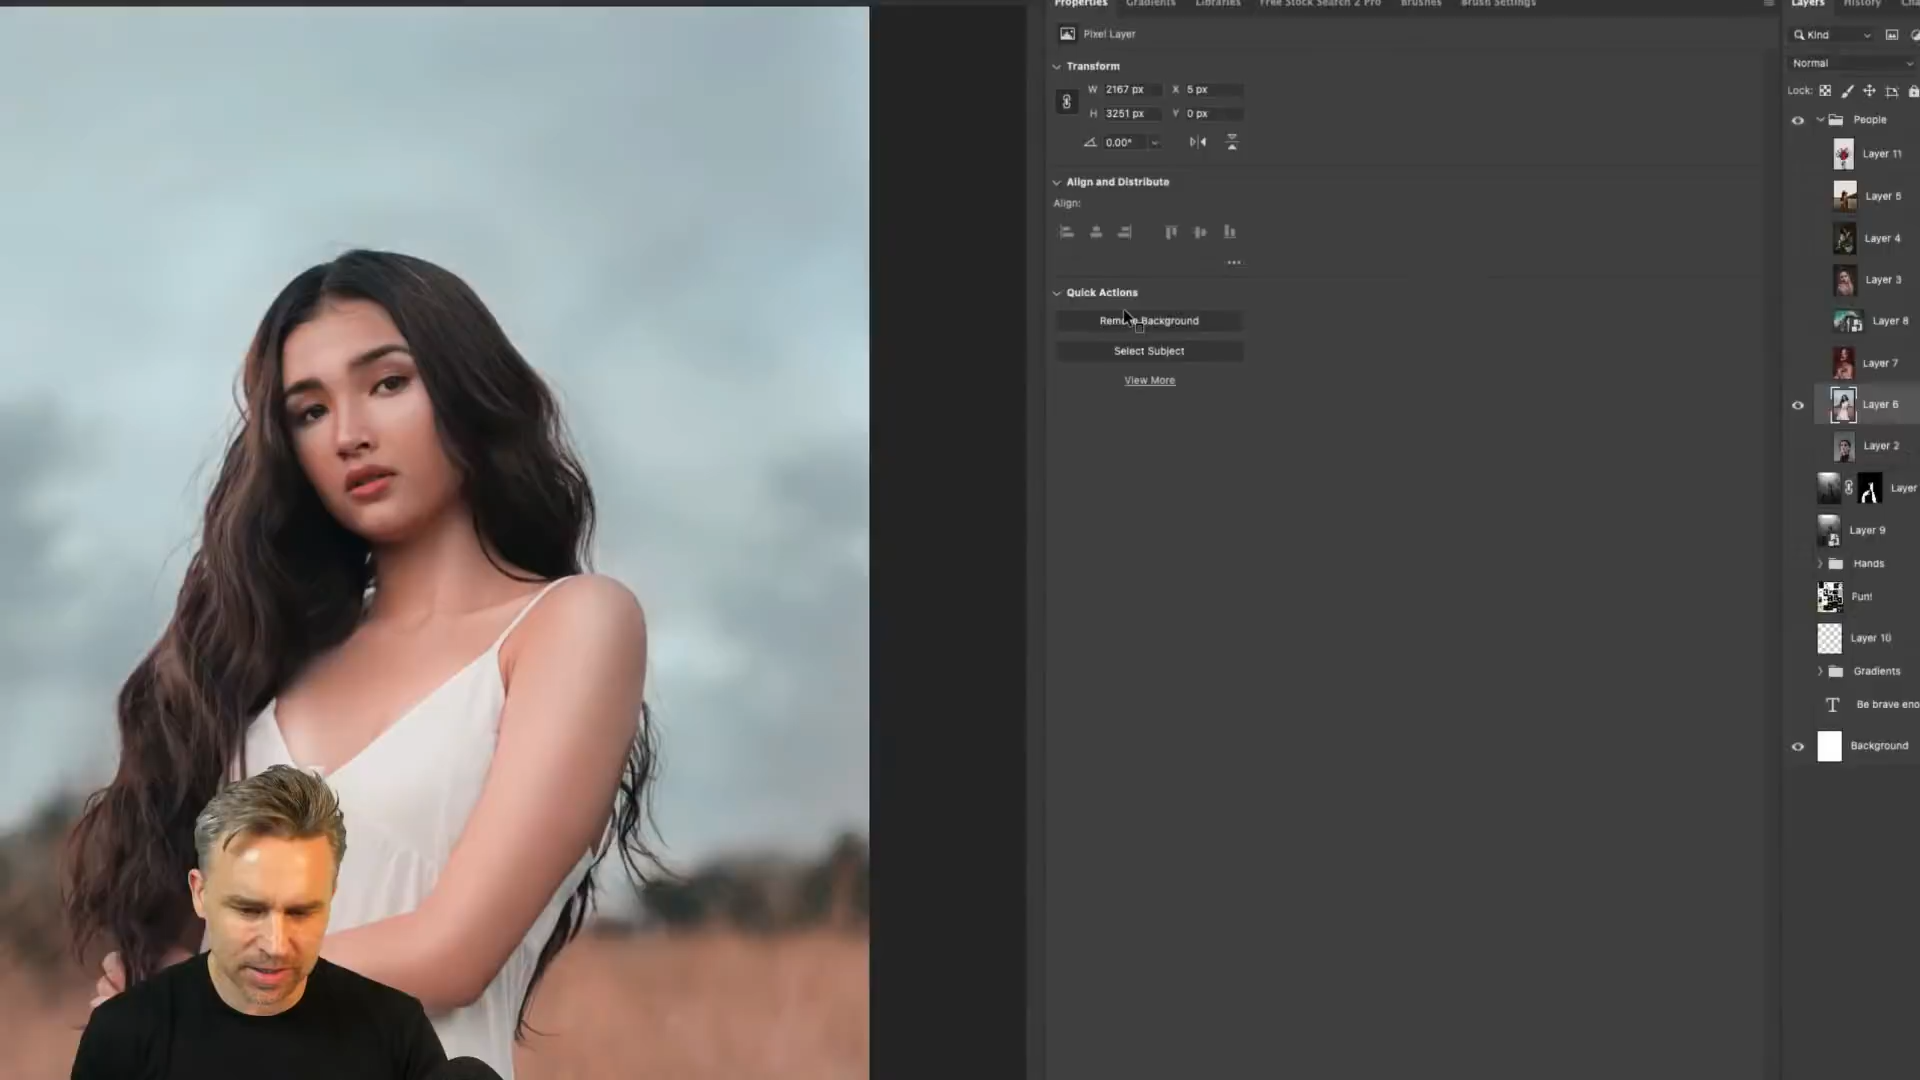 Properties Gradients Libraries Free Stock Search 2 Pro Brushes Brush Settings
Pixel Layer
Transform
W 2167 px X 5 px
H 3251 px Y 0 px
0.00°
Align and Distribute
Align:
Quick Actions
Remove Background
Select Subject
View More
Layers History Cha
Kind
Normal
Lock:
People
Layer 11
Layer 5
Layer 4
Layer 3
Layer 8
Layer 7
Layer 6
Layer 2
Layer
Layer 9
Hands
Fun!
Layer 10
Gradients
Be brave eno
Background